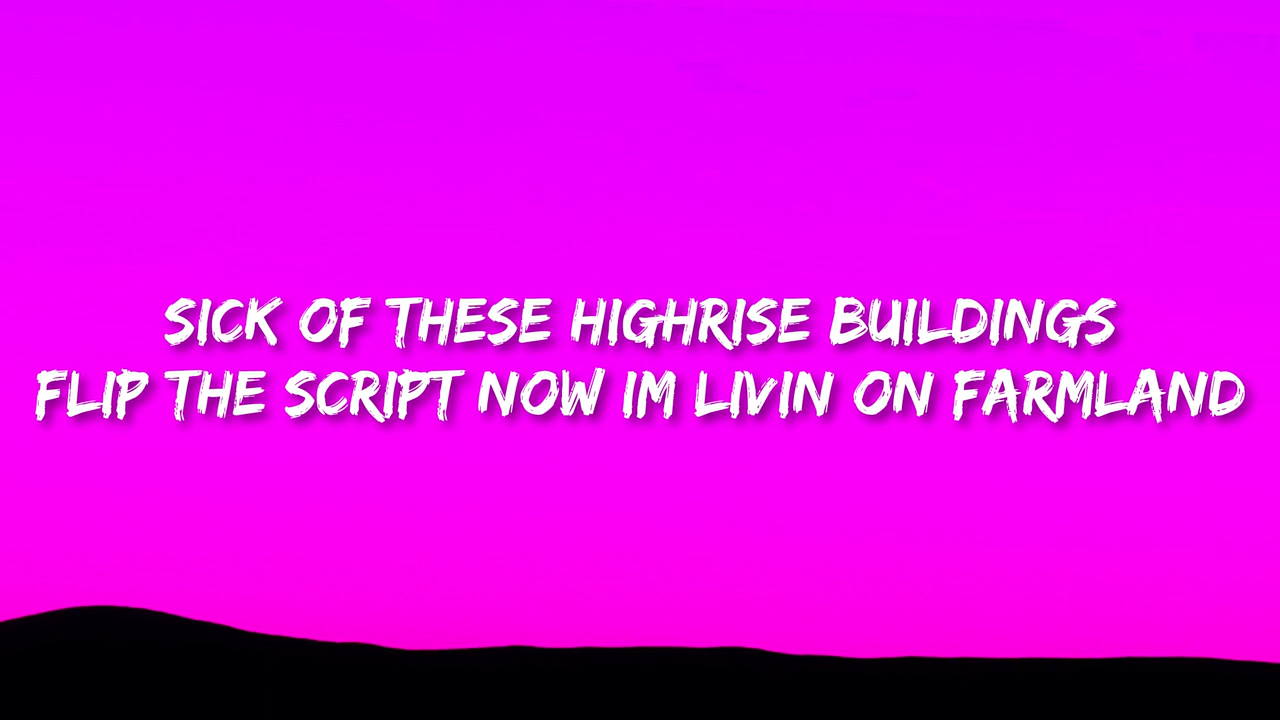 SICK OF THESE HIGHRISE BUILDINGS
FLIP THE SCRIPT NOW IM LIVIN ON FARMLAND